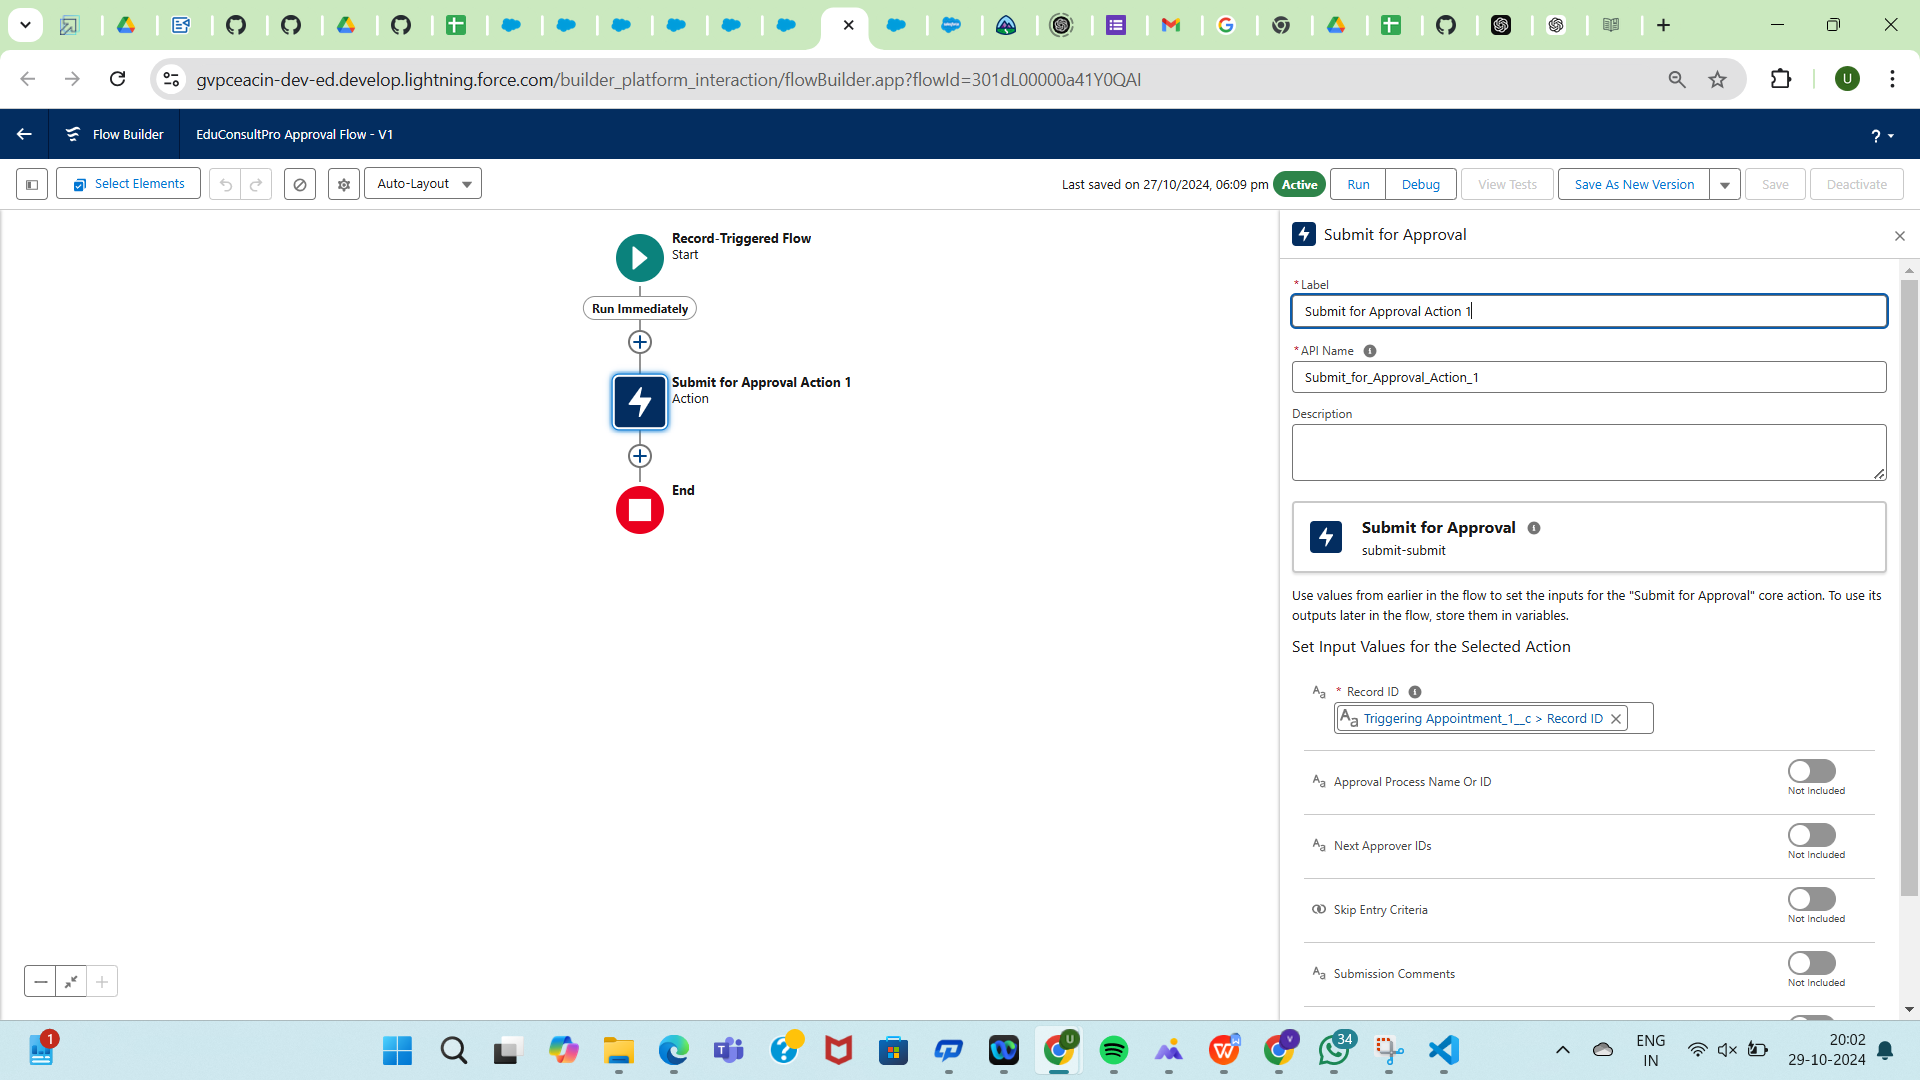 gvpceacin-dev-ed.develop.lightning.force.com/builder_platform_interaction/flowBuilder.app?flowId=301dL00000a41Y0QAI
U
Flow Builder
EduConsultPro Approval Flow - V1
?
Select Elements
Auto-Layout
Last saved on 27/10/2024, 06:09 pm
Active
Run
Debug
View Tests
Save As New Version
Save
Deactivate
Record-Triggered Flow
Start
Run Immediately
Submit for Approval Action 1
Action
End
Submit for Approval
* Label
Submit for Approval Action 1
* API Name
Submit_for_Approval_Action_1
Description
Submit for Approval
submit-submit
Use values from earlier in the flow to set the inputs for the "Submit for Approval" core action. To use its
outputs later in the flow, store them in variables.
Set Input Values for the Selected Action
Aa * Record ID
Aa Triggering Appointment_1__c > Record ID
Aa Approval Process Name Or ID
Not Included
Aa Next Approver IDs
Not Included
Skip Entry Criteria
Not Included
Aa Submission Comments
Not Included
1
U
V
34
ENG
IN
20:02
29-10-2024